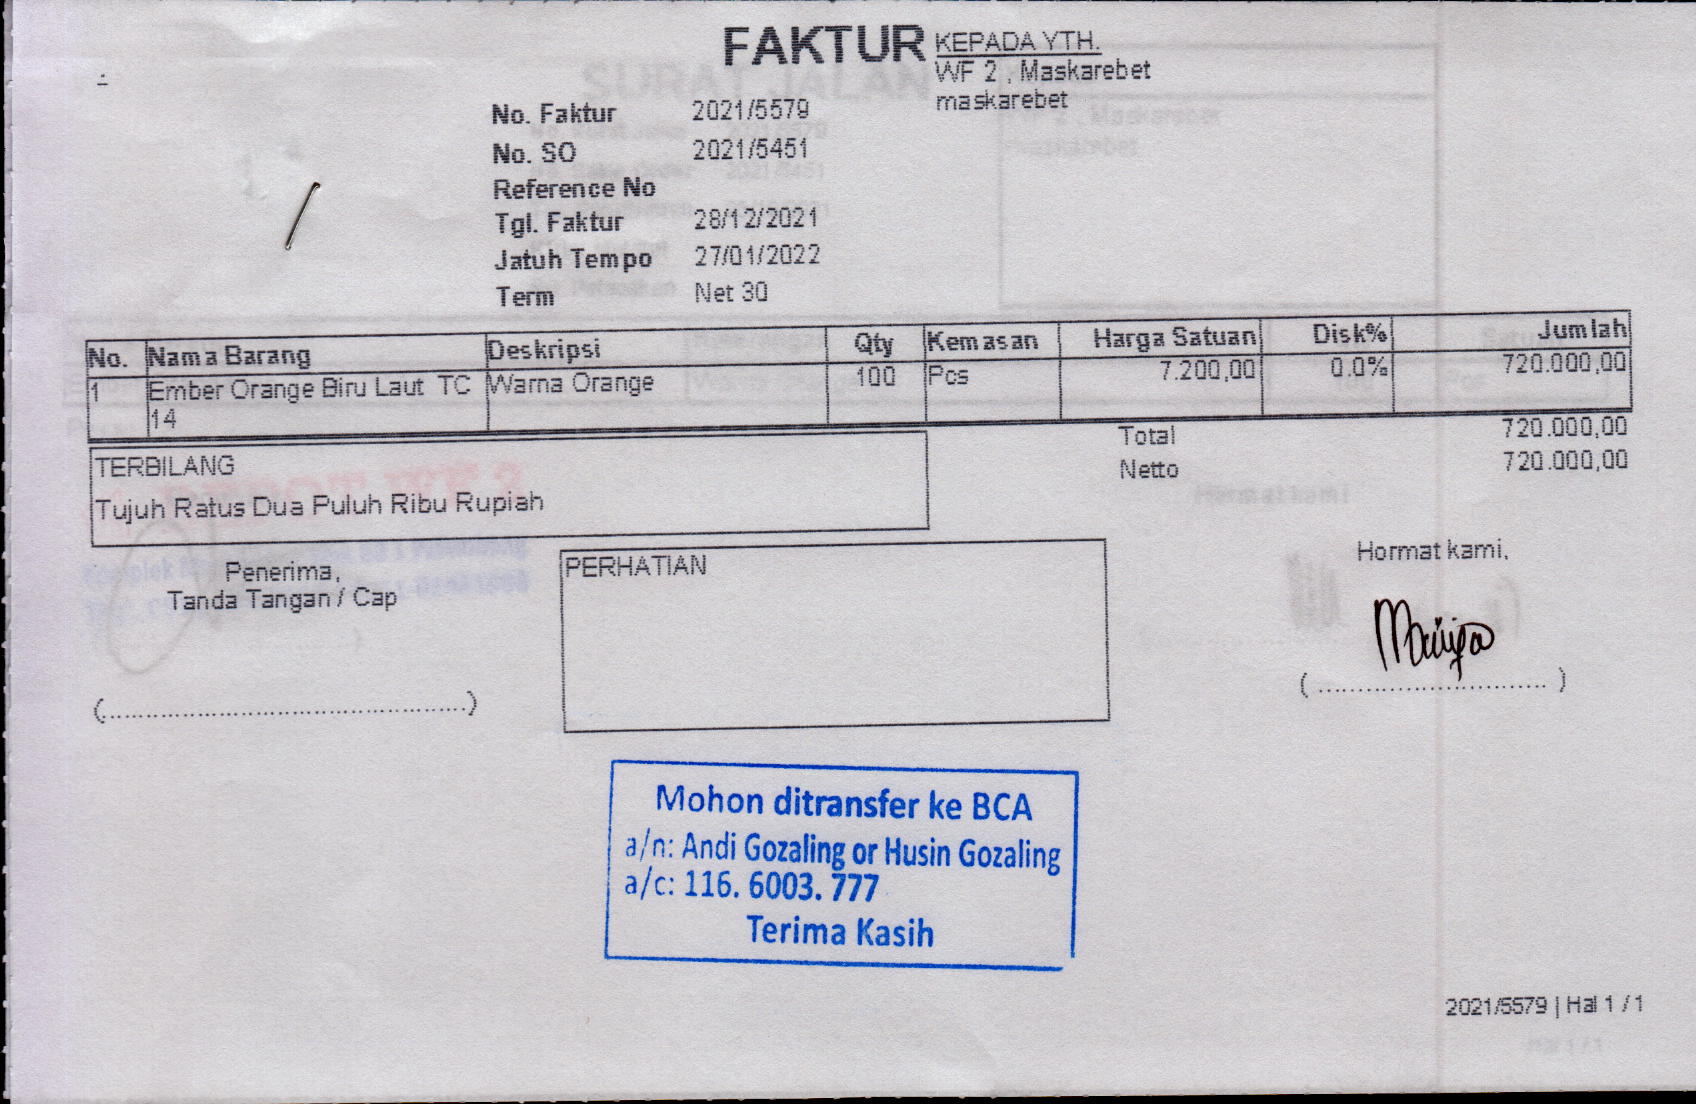 FAKTUR
KEPADA YTH.
WF 2 , Maskarebet
maskarebet
No. Faktur 2021/5579
No. SO 2021/5451
Reference No
Tgl. Faktur 28/12/2021
Jatuh Tempo 27/01/2022
Term Net 30
No. Nama Barang Deskripsi Qty Kemasan Harga Satuan Disk% Jumlah
1 Ember Orange Biru Laut TC Warna Orange 100 Pcs 7.200,00 0.0% 720.000,00
14
Total 720.000,00
Netto 720.000,00
TERBILANG
Tujuh Ratus Dua Puluh Ribu Rupiah
Penerima,
Tanda Tangan / Cap
(................................................)
PERHATIAN
Hormat kami,
( .............................. )
Mohon ditransfer ke BCA
a/n: Andi Gozaling or Husin Gozaling
a/c: 116. 6003. 777
Terima Kasih
2021/5579 | Hal 1 / 1
SURAT JALAN